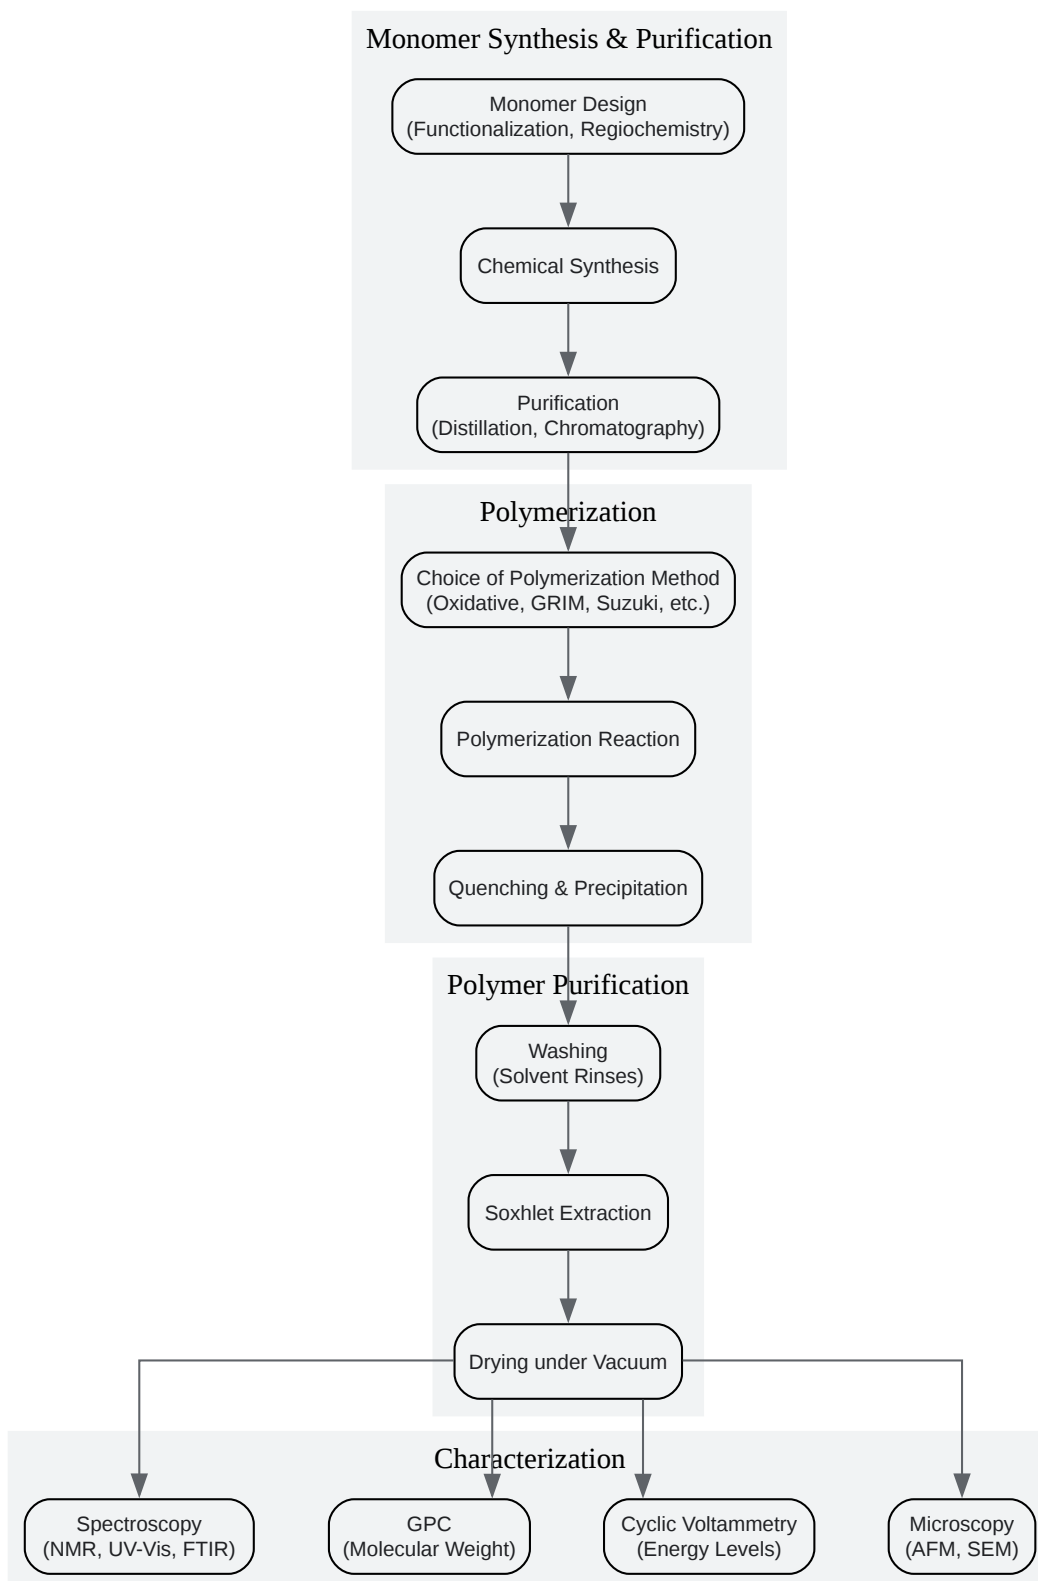 Monomer Synthesis & Purification
Monomer Design
(Functionalization, Regiochemistry)
Chemical Synthesis
Purification
(Distillation, Chromatography)
Polymerization
Choice of Polymerization Method
(Oxidative, GRIM, Suzuki, etc.)
Polymerization Reaction
Quenching & Precipitation
Polymer Purification
Washing
(Solvent Rinses)
Soxhlet Extraction
Drying under Vacuum
Characterization
Spectroscopy
(NMR, UV-Vis, FTIR)
GPC
(Molecular Weight)
Cyclic Voltammetry
(Energy Levels)
Microscopy
(AFM, SEM)